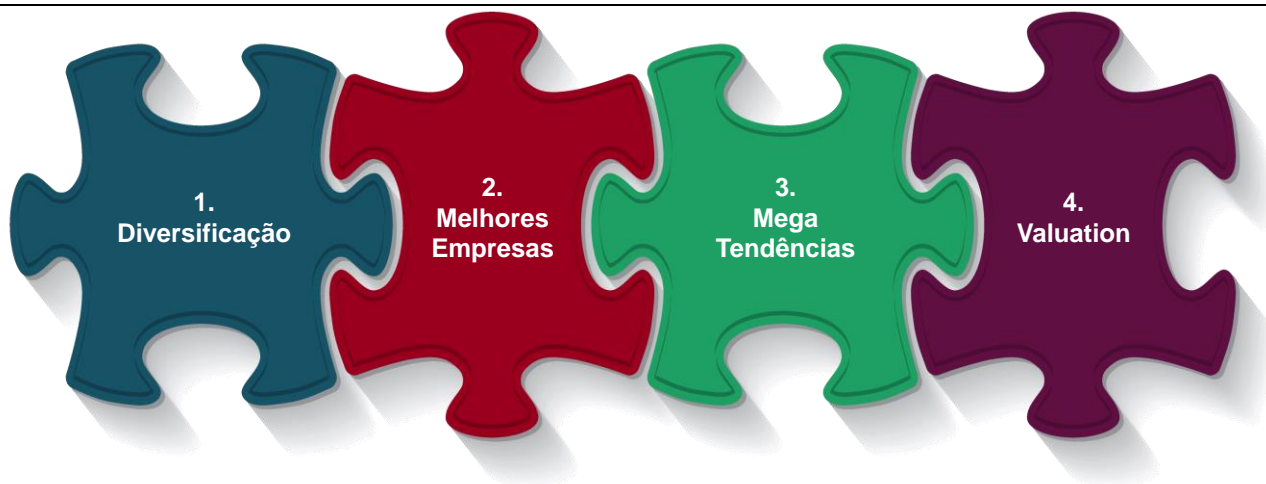 1.
Diversificação
2.
Melhores
Empresas
3.
Mega
Tendências
4.
Valuation